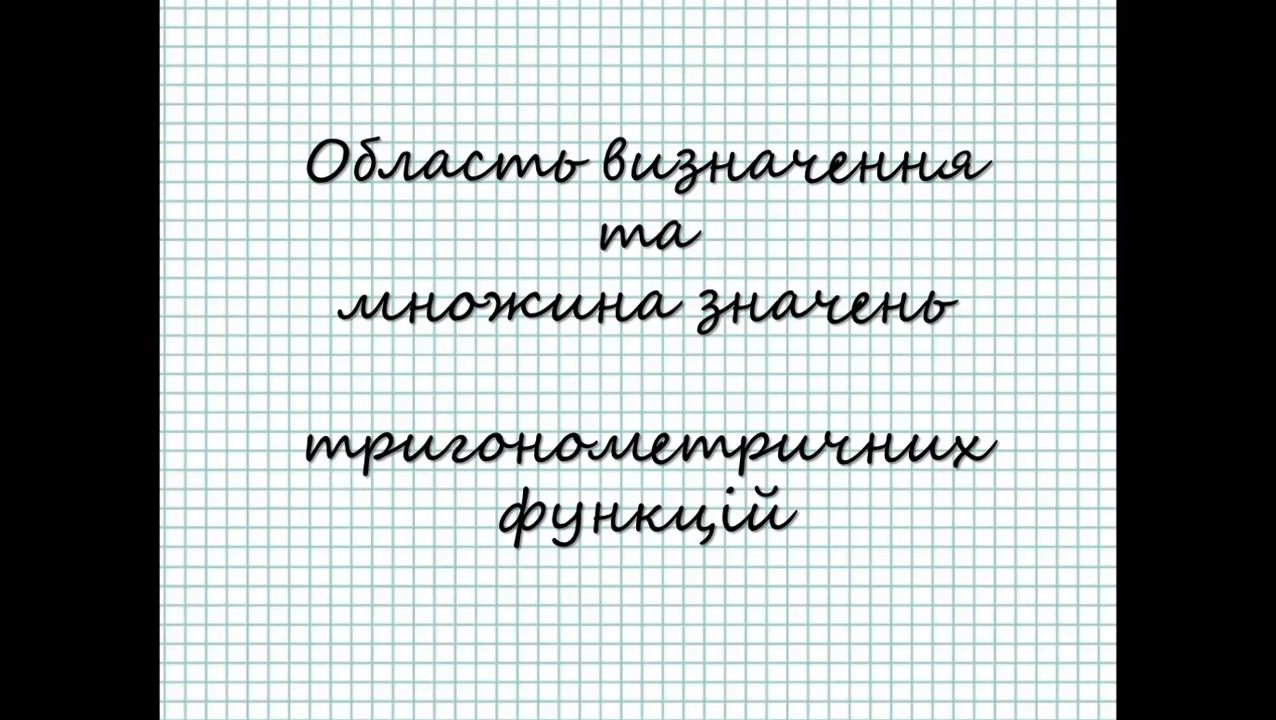 Область визначення
та
множина значень
тригонометричних
функцій